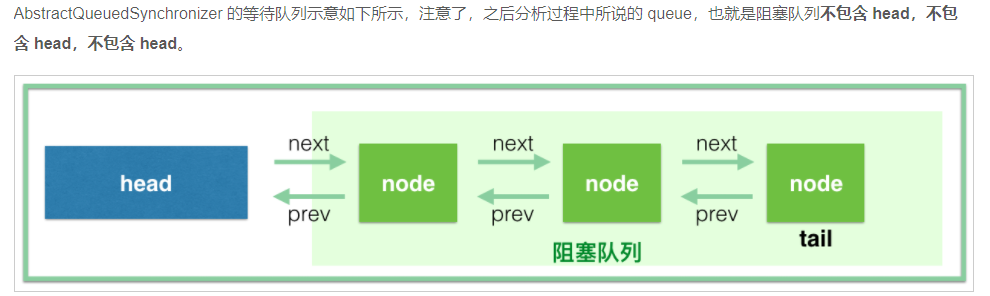 AbstractQueuedSynchronizer 的等待队列示意如下所示，注意了，之后分析过程中所说的 queue，也就是阻塞队列不包含 head，不包
含 head，不包含 head。
next next next
head node node node
prev prev prev
tail
阻塞队列